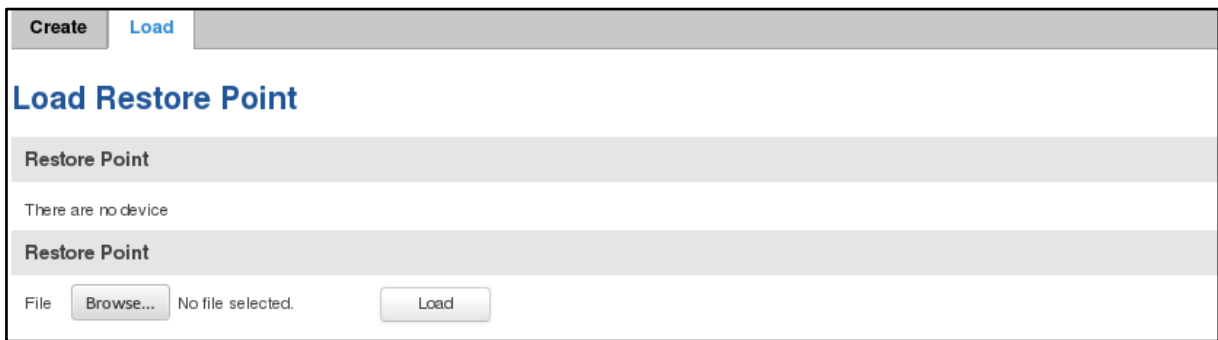 Create Load
Load Restore Point
Restore Point
There are no device
Restore Point
File Browse... No file selected. Load